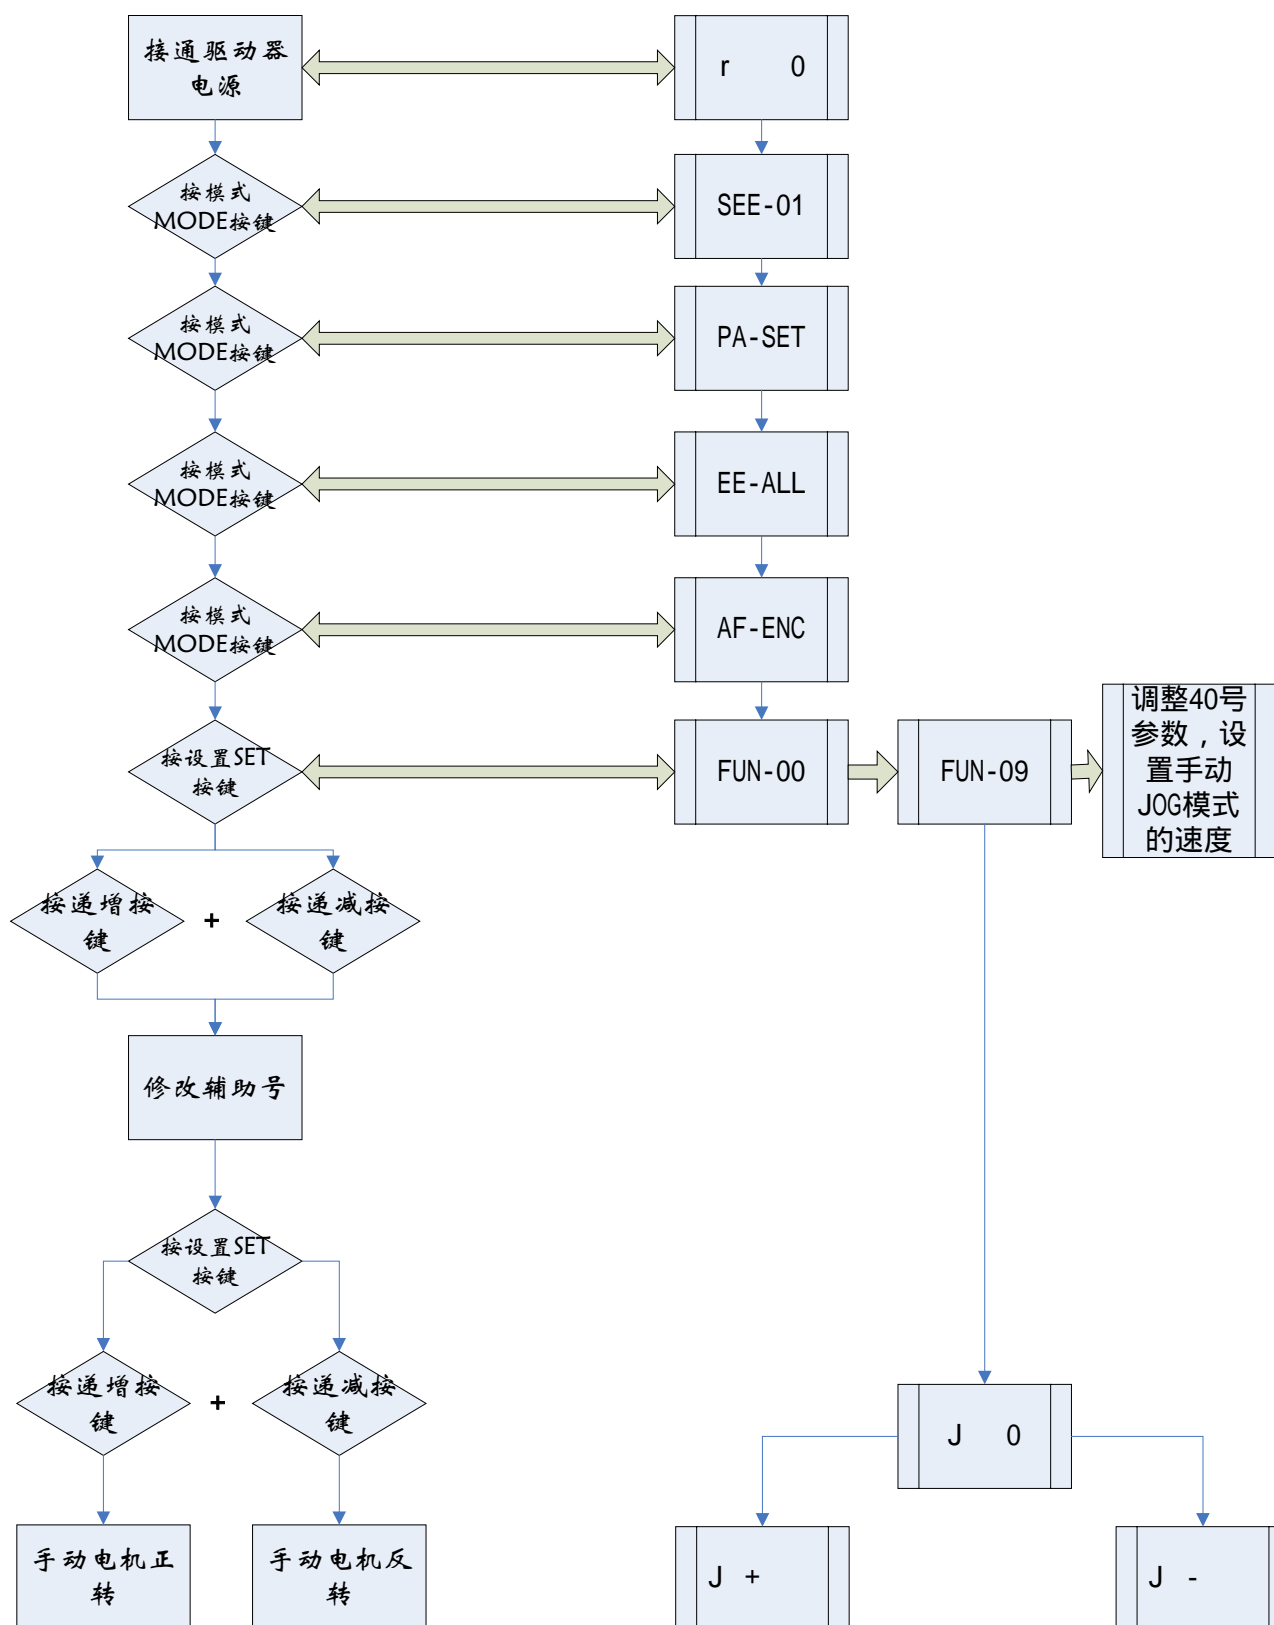 接通驱动器
电源
r 0
按模式
MODE按键
SEE-01
按模式
MODE按键
PA-SET
按模式
MODE按键
EE-ALL
按模式
MODE按键
AF-ENC
按设置SET
按键
FUN-00
FUN-09
调整40号
参数，设
置手动
JOG模式
的速度
按递增按
键
+
按递减按
键
修改辅助号
按设置SET
按键
按递增按
键
+
按递减按
键
J 0
手动电机正
转
手动电机反
转
J +
J -